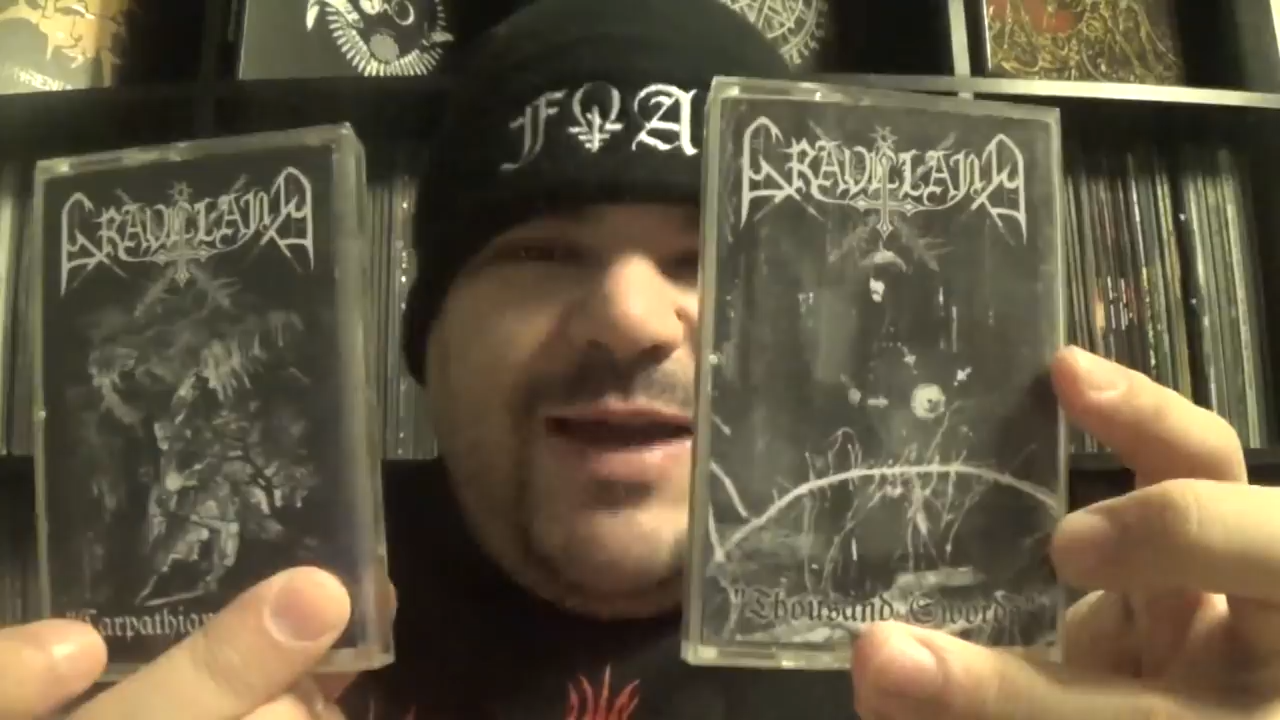 F A
GRAVELAND
GRAVELAND
"Carpathian
"Thousand Swords"